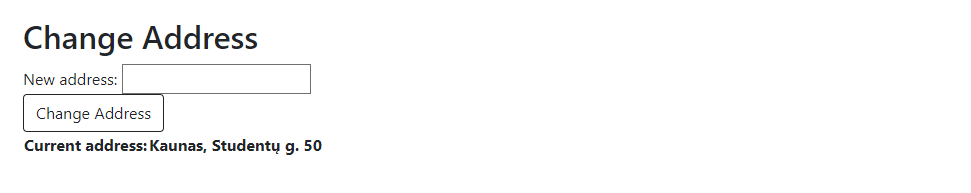 Change Address
New address:
Change Address
Current address: Kaunas, Studentų g. 50